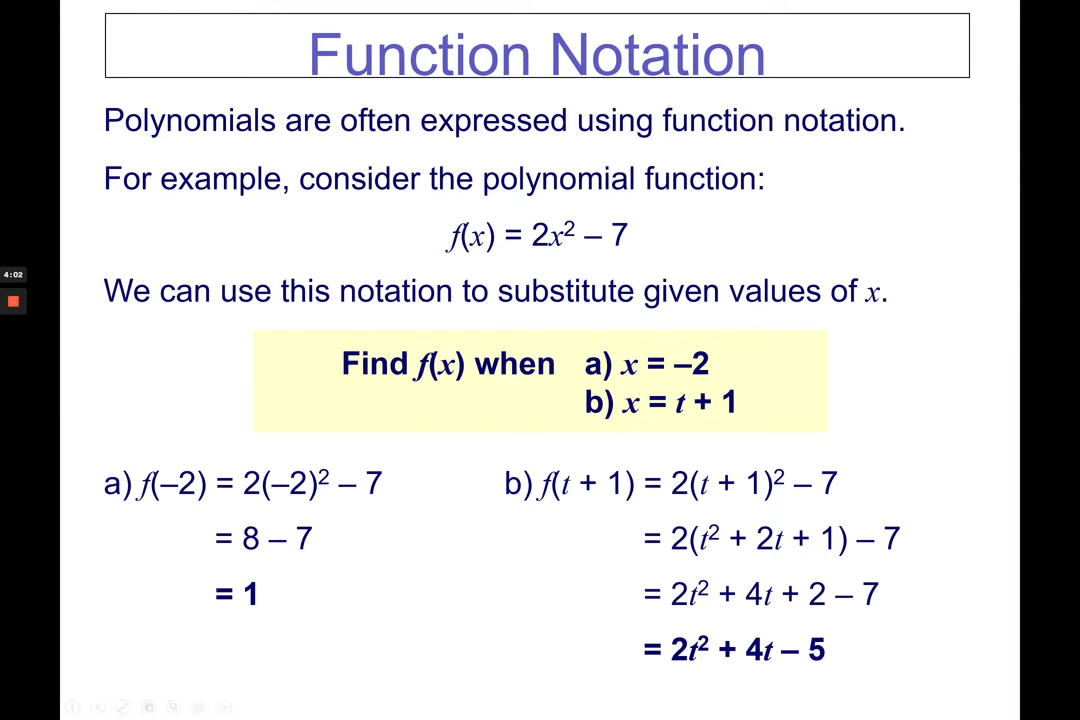 Function Notation
Polynomials are often expressed using function notation.
For example, consider the polynomial function:
f(x) = 2x² – 7
4:02
We can use this notation to substitute given values of x.
Find f(x) when a) x = –2
b) x = t + 1
a) f(–2) = 2(–2)² – 7
= 8 – 7
= 1
b) f(t + 1) = 2(t + 1)² – 7
= 2(t² + 2t + 1) – 7
= 2t² + 4t + 2 – 7
= 2t² + 4t – 5